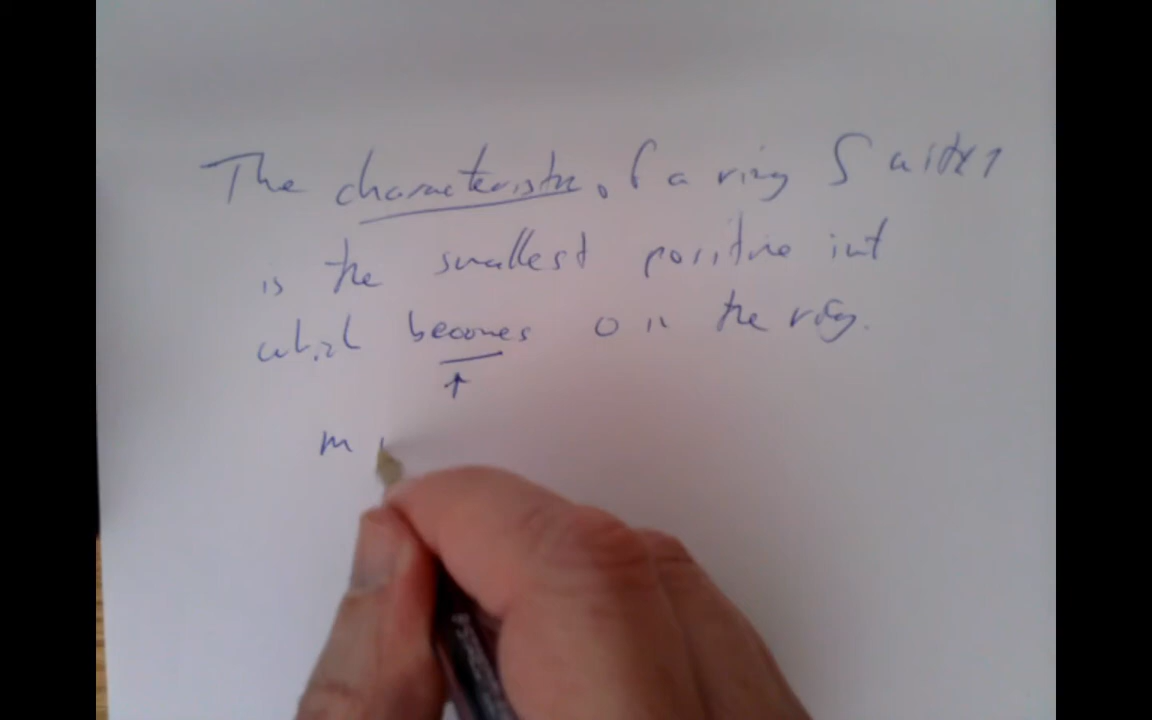 The characteristic of a ring S with 1
is the smallest positive int
which becomes 0 in the ring.
m